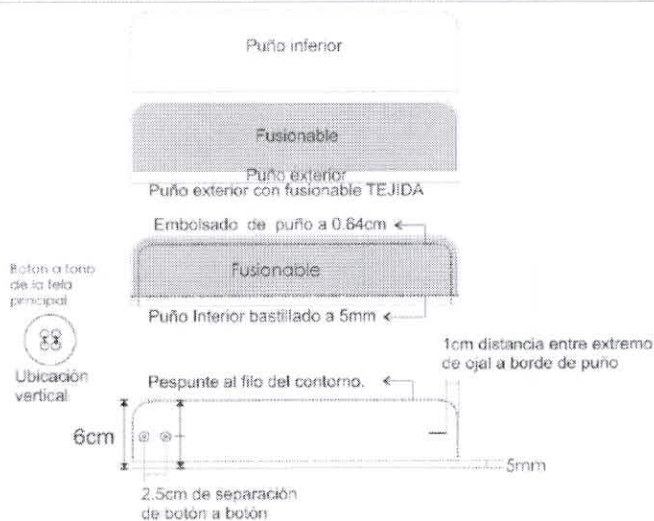 Puño inferior
Fusionable
Puño exterior
Puño exterior con fusionable TEJIDA
Embolsado de puño a 0.64cm
Fusionable
Boton a tono
de la tela
principal
Puño Interior bastillado a 5mm
1cm distancia entre extremo
de ojal a borde de puño
Ubicación
vertical
Pespunte al filo del contorno.
6cm
5mm
2.5cm de separación
de botón a botón